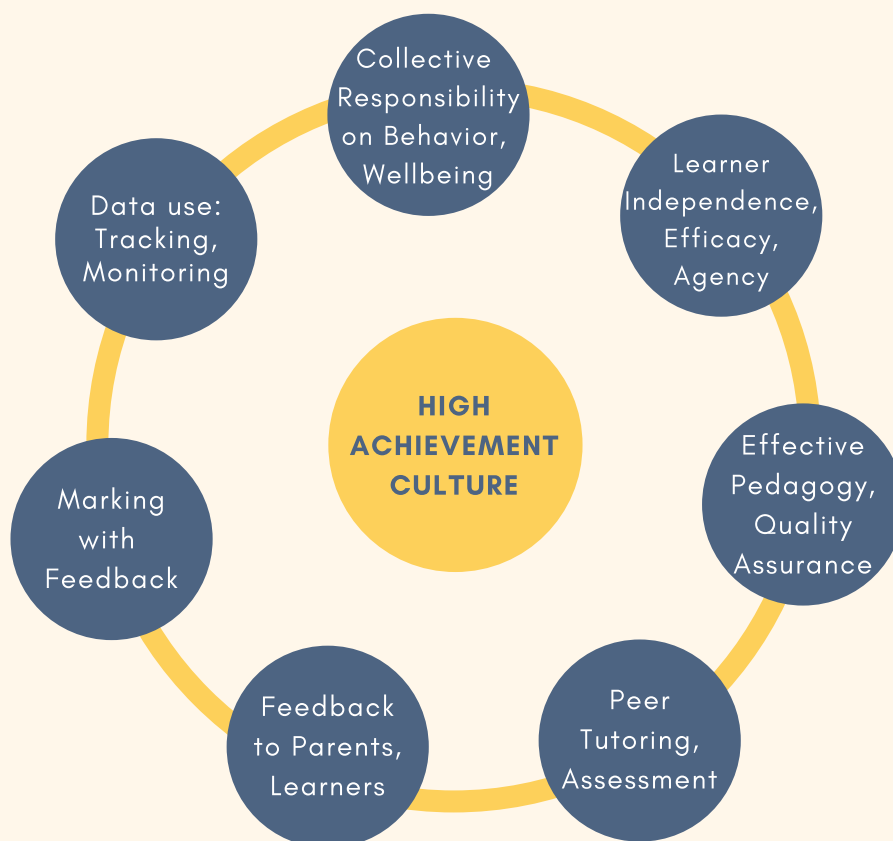 Collective
Responsibility
on Behavior,
Wellbeing
Learner
Independence,
Efficacy,
Agency
Effective
Pedagogy,
Quality
Assurance
Peer
Tutoring,
Assessment
Feedback
to Parents,
Learners
Marking
with
Feedback
Data use:
Tracking,
Monitoring
HIGH
ACHIEVEMENT
CULTURE